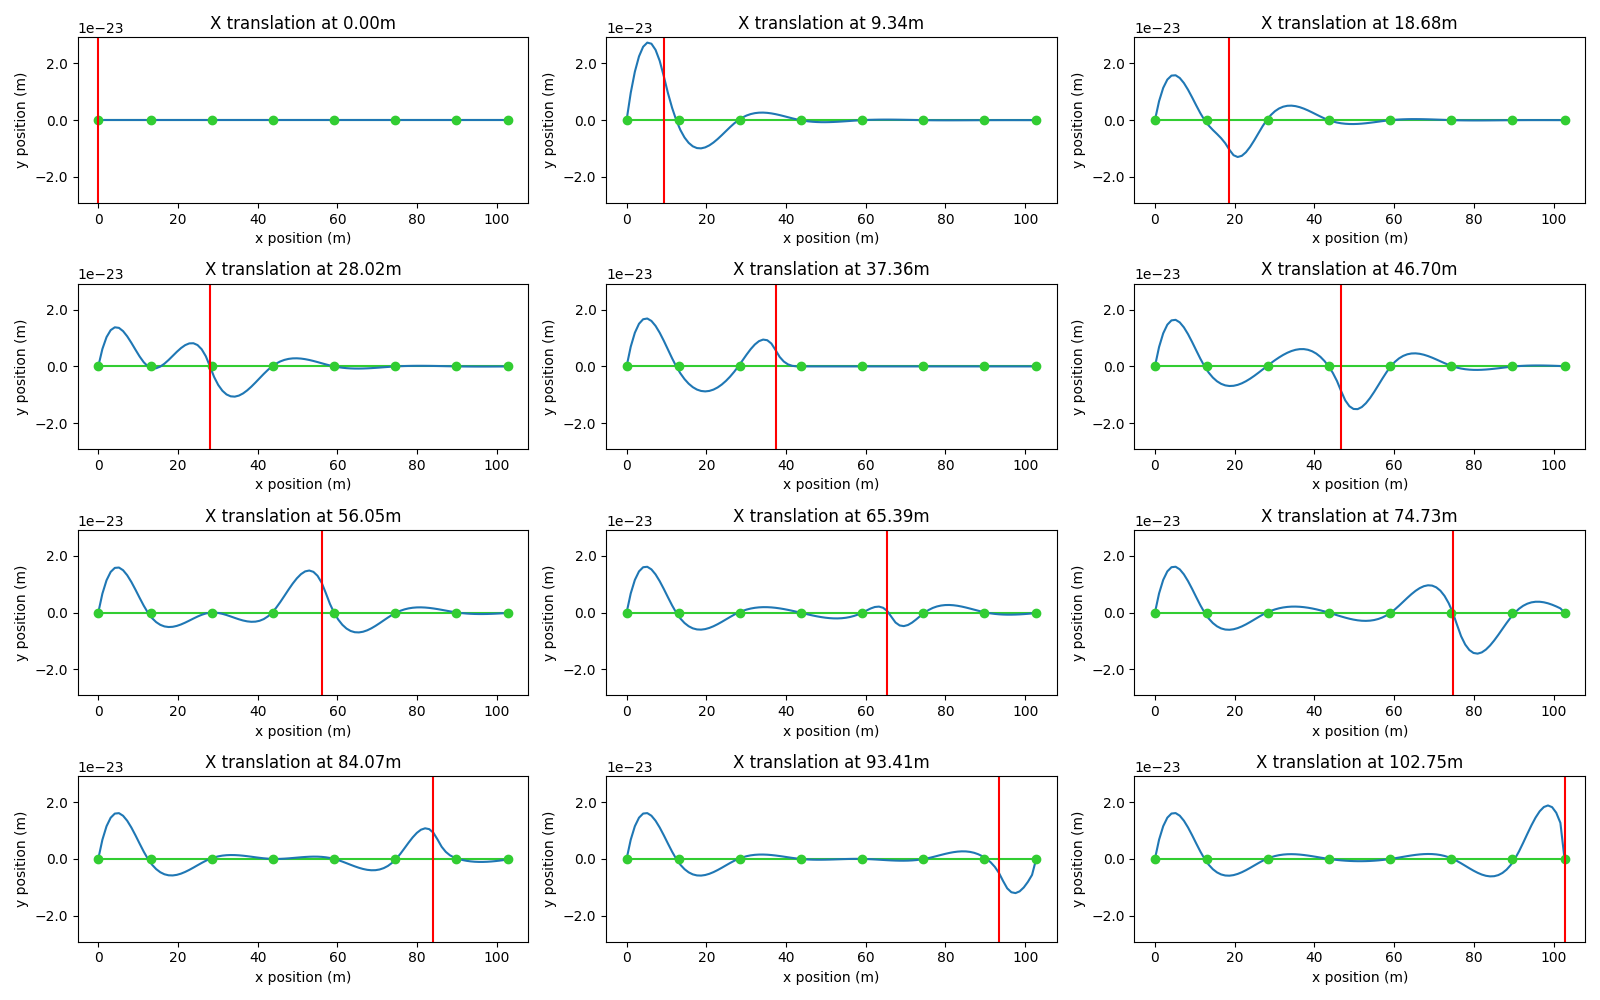 X translation at 0.00m
1e−23
2.0
0.0
−2.0
y position (m)
0 20 40 60 80 100
x position (m)
X translation at 9.34m
1e−23
2.0
0.0
−2.0
y position (m)
0 20 40 60 80 100
x position (m)
X translation at 18.68m
1e−23
2.0
0.0
−2.0
y position (m)
0 20 40 60 80 100
x position (m)
X translation at 28.02m
1e−23
2.0
0.0
−2.0
y position (m)
0 20 40 60 80 100
x position (m)
X translation at 37.36m
1e−23
2.0
0.0
−2.0
y position (m)
0 20 40 60 80 100
x position (m)
X translation at 46.70m
1e−23
2.0
0.0
−2.0
y position (m)
0 20 40 60 80 100
x position (m)
X translation at 56.05m
1e−23
2.0
0.0
−2.0
y position (m)
0 20 40 60 80 100
x position (m)
X translation at 65.39m
1e−23
2.0
0.0
−2.0
y position (m)
0 20 40 60 80 100
x position (m)
X translation at 74.73m
1e−23
2.0
0.0
−2.0
y position (m)
0 20 40 60 80 100
x position (m)
X translation at 84.07m
1e−23
2.0
0.0
−2.0
y position (m)
0 20 40 60 80 100
x position (m)
X translation at 93.41m
1e−23
2.0
0.0
−2.0
y position (m)
0 20 40 60 80 100
x position (m)
X translation at 102.75m
1e−23
2.0
0.0
−2.0
y position (m)
0 20 40 60 80 100
x position (m)